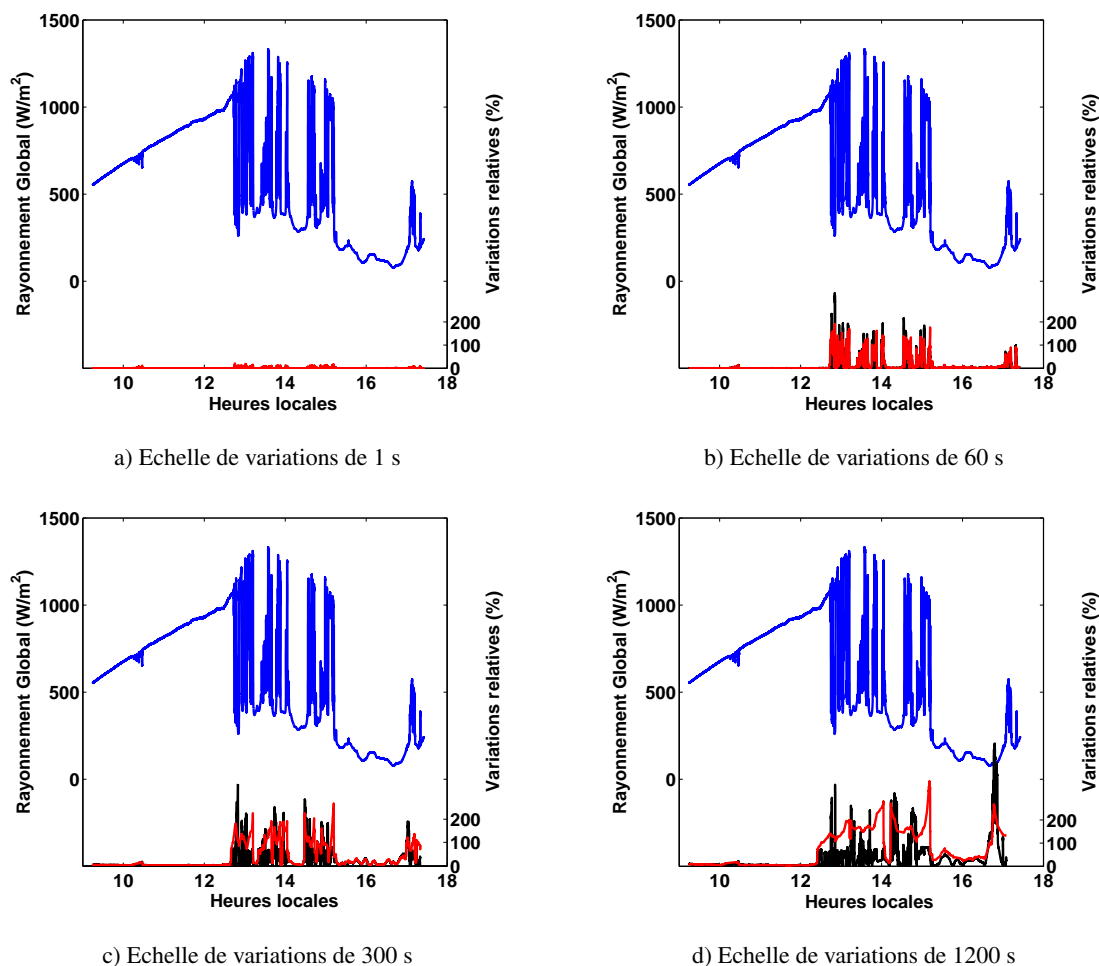 1500
1000
500
0
Rayonnement Global (W/m²)
Variations relatives (%)
200
100
0
10 12 14 16 18
Heures locales
a) Echelle de variations de 1 s
1500
1000
500
0
Rayonnement Global (W/m²)
Variations relatives (%)
200
100
0
10 12 14 16 18
Heures locales
b) Echelle de variations de 60 s
1500
1000
500
0
Rayonnement Global (W/m²)
Variations relatives (%)
200
100
0
10 12 14 16 18
Heures locales
c) Echelle de variations de 300 s
1500
1000
500
0
Rayonnement Global (W/m²)
Variations relatives (%)
200
100
0
10 12 14 16 18
Heures locales
d) Echelle de variations de 1200 s